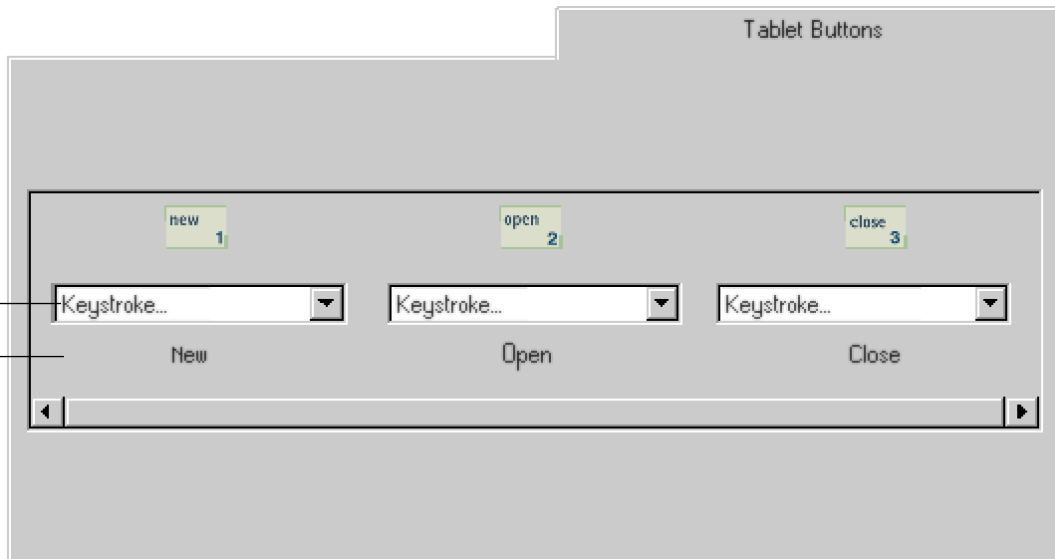 Tablet Buttons
new 1
open 2
close 3
Keystroke... Keystroke... Keystroke...
New Open Close